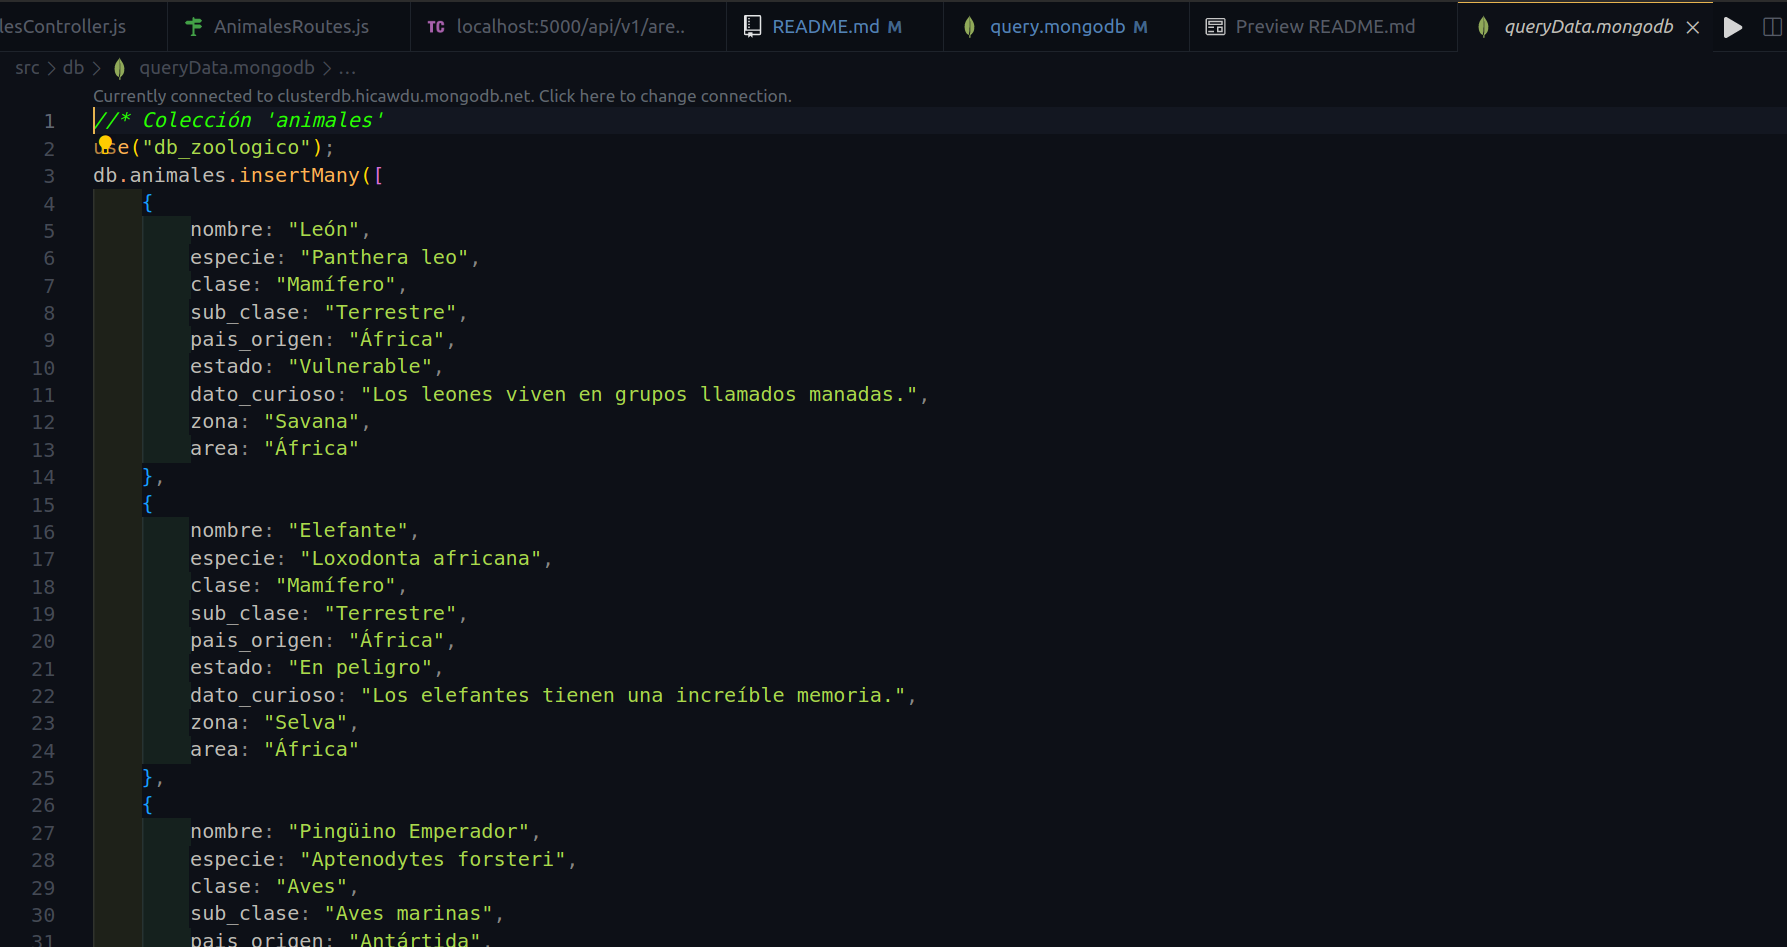 lesController.js
AnimalesRoutes.js
TC localhost:5000/api/v1/are..
README.md M
query.mongodb M
Preview README.md
queryData.mongodb
src > db > queryData.mongodb > ...
Currently connected to clusterdb.hicawdu.mongodb.net. Click here to change connection.
1 //* Colección 'animales'
2 use("db_zoologico");
3 db.animales.insertMany([
4 {
5 nombre: "León",
6 especie: "Panthera leo",
7 clase: "Mamífero",
8 sub_clase: "Terrestre",
9 pais_origen: "África",
10 estado: "Vulnerable",
11 dato_curioso: "Los leones viven en grupos llamados manadas.",
12 zona: "Savana",
13 area: "África"
14 },
15 {
16 nombre: "Elefante",
17 especie: "Loxodonta africana",
18 clase: "Mamífero",
19 sub_clase: "Terrestre",
20 pais_origen: "África",
21 estado: "En peligro",
22 dato_curioso: "Los elefantes tienen una increíble memoria.",
23 zona: "Selva",
24 area: "África"
25 },
26 {
27 nombre: "Pingüino Emperador",
28 especie: "Aptenodytes forsteri",
29 clase: "Aves",
30 sub_clase: "Aves marinas",
31 pais_origen: "Antártida",